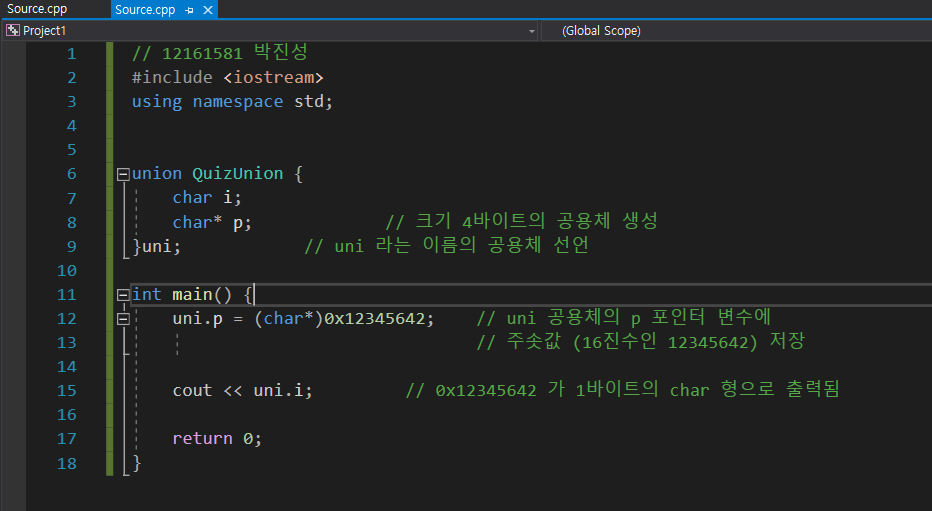 Source.cpp
Source.cpp
Project1
(Global Scope)
1 // 12161581 박진성
2 #include <iostream>
3 using namespace std;
4
5
6 union QuizUnion {
7 char i;
8 char* p; // 크기 4바이트의 공용체 생성
9 }uni; // uni 라는 이름의 공용체 선언
10
11 int main() {
12 uni.p = (char*)0x12345642; // uni 공용체의 p 포인터 변수에
13 // 주솟값 (16진수인 12345642) 저장
14
15 cout << uni.i; // 0x12345642 가 1바이트의 char 형으로 출력됨
16
17 return 0;
18 }